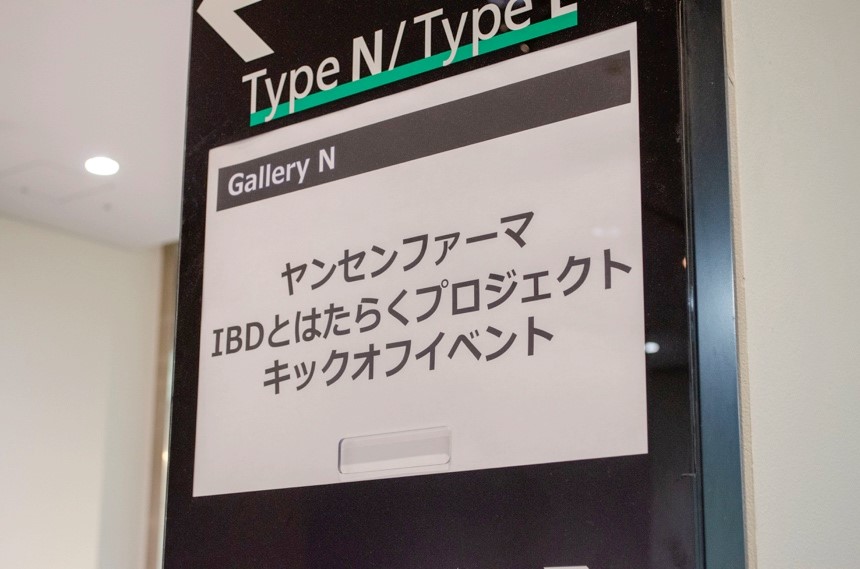 Type N/Type L
Gallery N
ヤンセンファーマ
IBDとはたらくプロジェクト
キックオフイベント